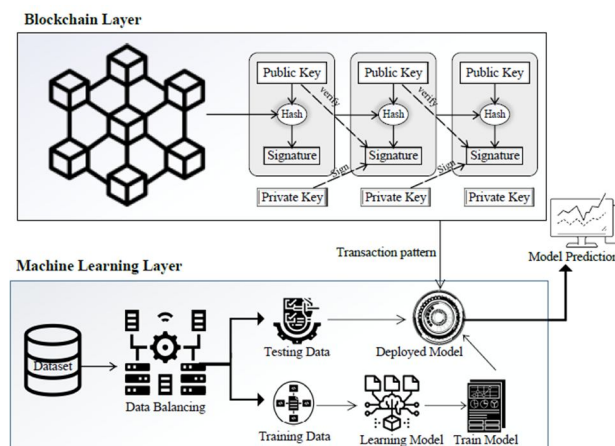 Blockchain Layer
Public Key
Public Key
Public Key
verify
verify
Hash
Hash
Hash
Signature
Signature
Signature
Sign
Sign
Private Key
Private Key
Private Key
Transaction pattern
Model Prediction
Machine Learning Layer
Dataset
Data Balancing
Testing Data
Deployed Model
Training Data
Learning Model
Train Model